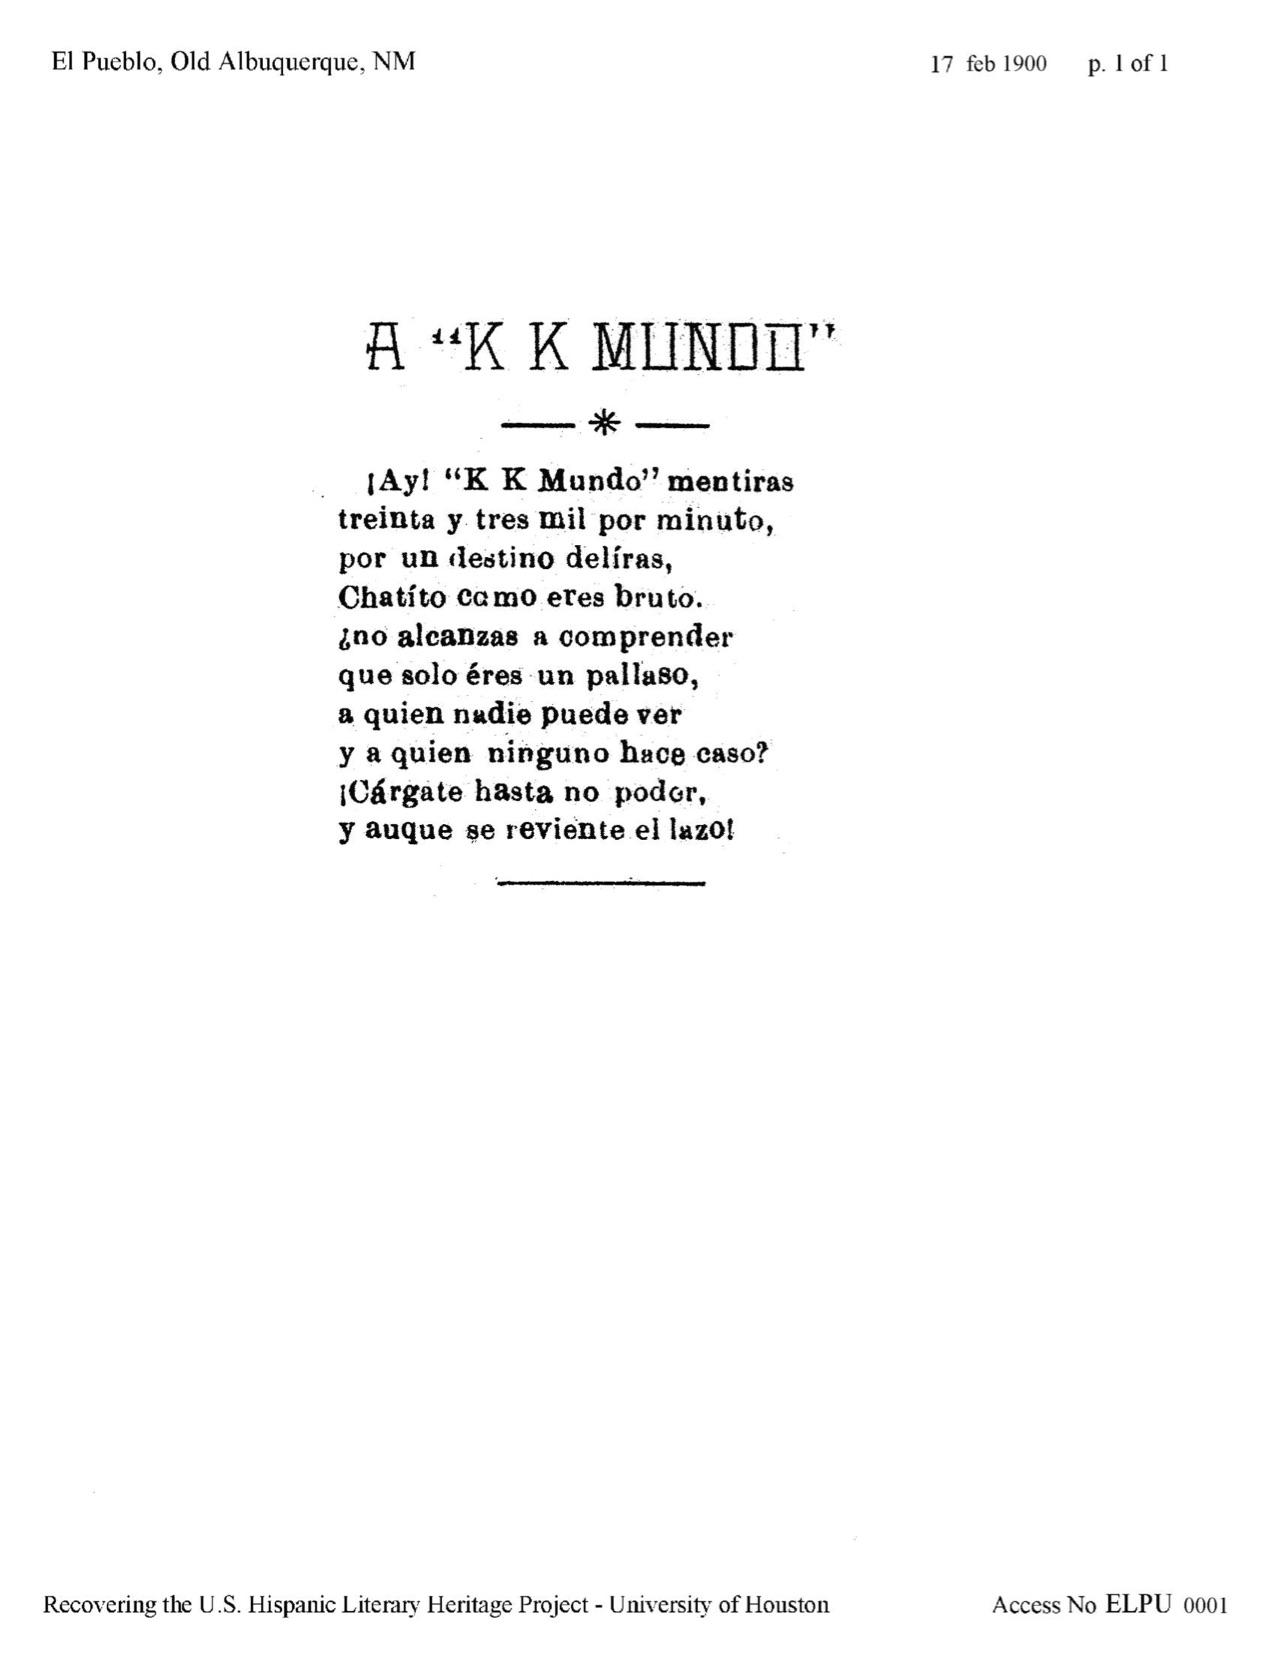 El Pueblo, Old Albuquerque, NM 17 feb 1900 p. 1 of 1
A “K K MUNDO”
¡Ay! “K K Mundo” mentiras
treinta y tres mil por minuto,
por un destino delíras,
Chatíto como eres bruto.
¿no alcanzas a comprender
que solo éres un pallaso,
a quien nadie puede ver
y a quien ninguno hace caso?
¡Cárgate hasta no poder,
y auque se reviente el lazo!
Recovering the U.S. Hispanic Literary Heritage Project - University of Houston Access No ELPU 0001